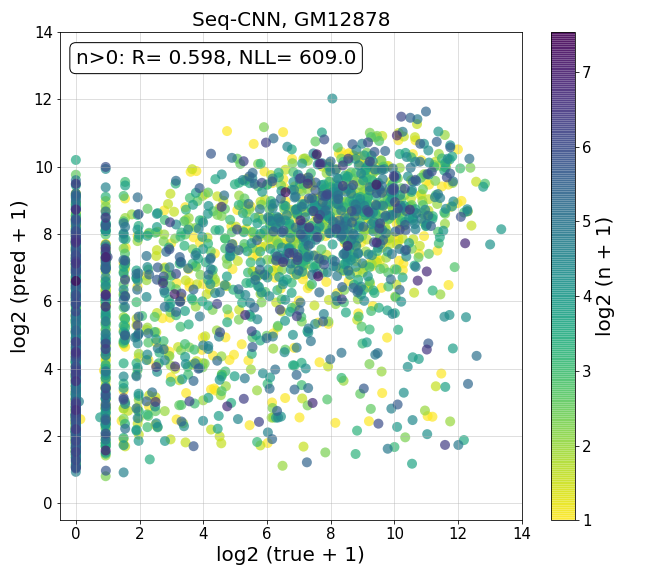 Seq-CNN, GM12878
n>0: R= 0.598, NLL= 609.0
14
12
10
8
6
4
2
0
log2 (pred + 1)
0 2 4 6 8 10 12 14
log2 (true + 1)
7
6
5
4
3
2
1
log2 (n + 1)